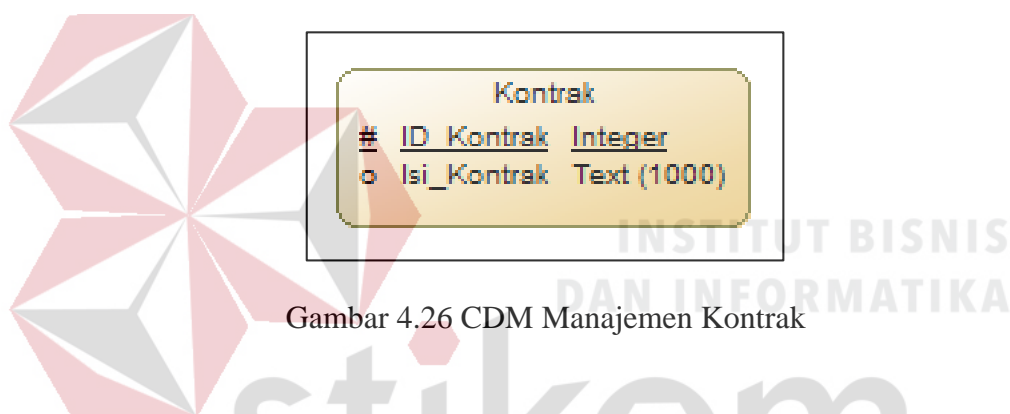 Kontrak
# ID_Kontrak Integer
o Isi_Kontrak Text (1000)
INSTITUT BISNIS
DAN INFORMATIKA
Gambar 4.26 CDM Manajemen Kontrak
stikom